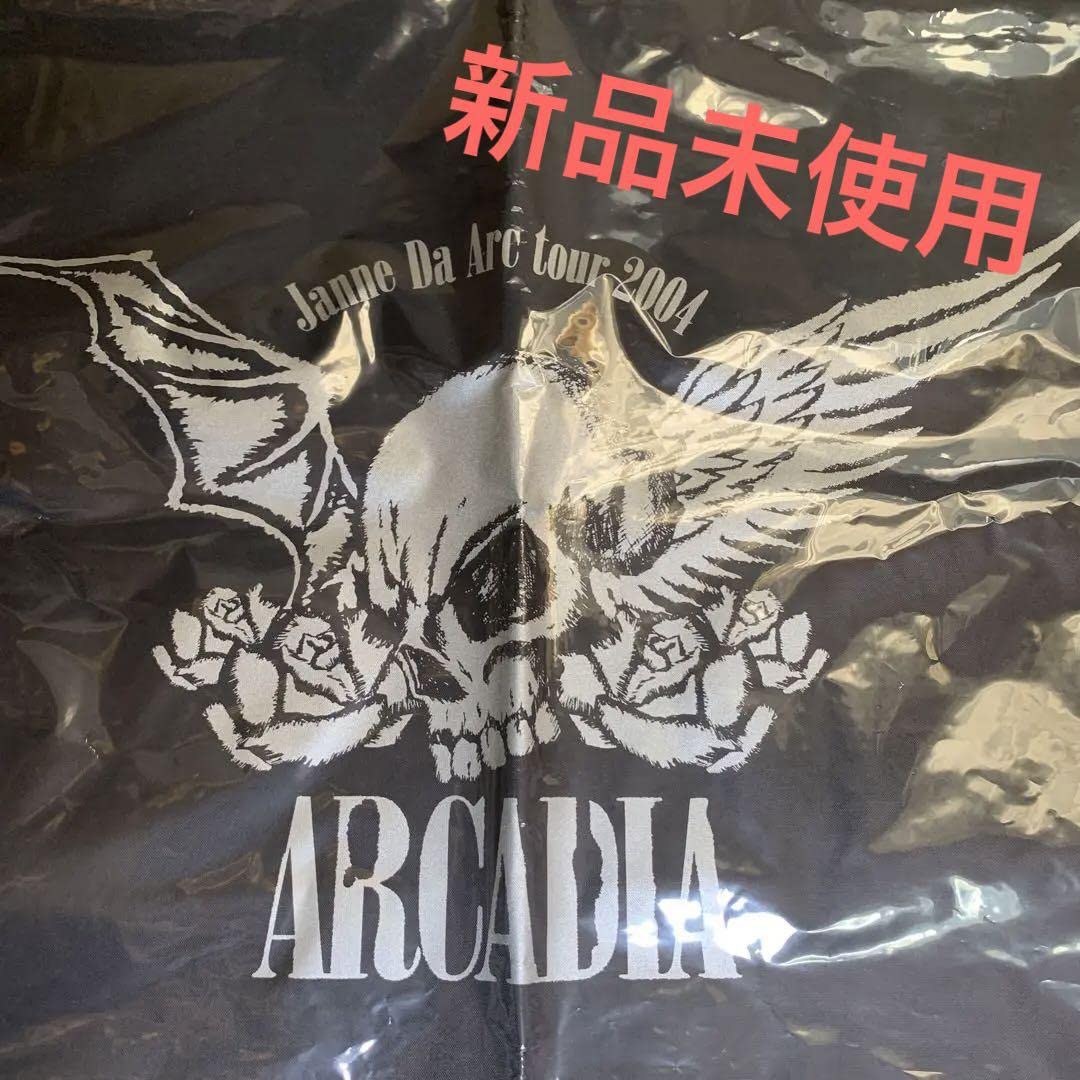 新品未使用
Janne Da Arc tour 2004
ARCADIA